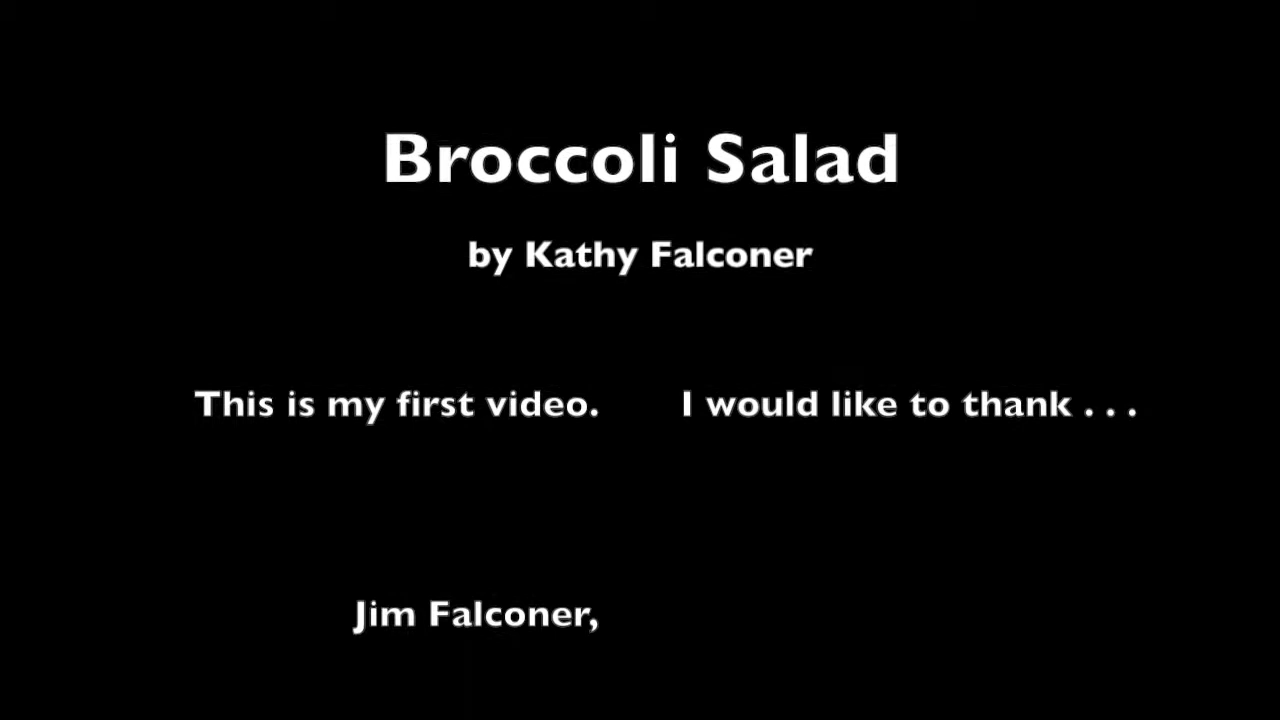 Broccoli Salad
by Kathy Falconer
This is my first video. I would like to thank . . .
Jim Falconer,